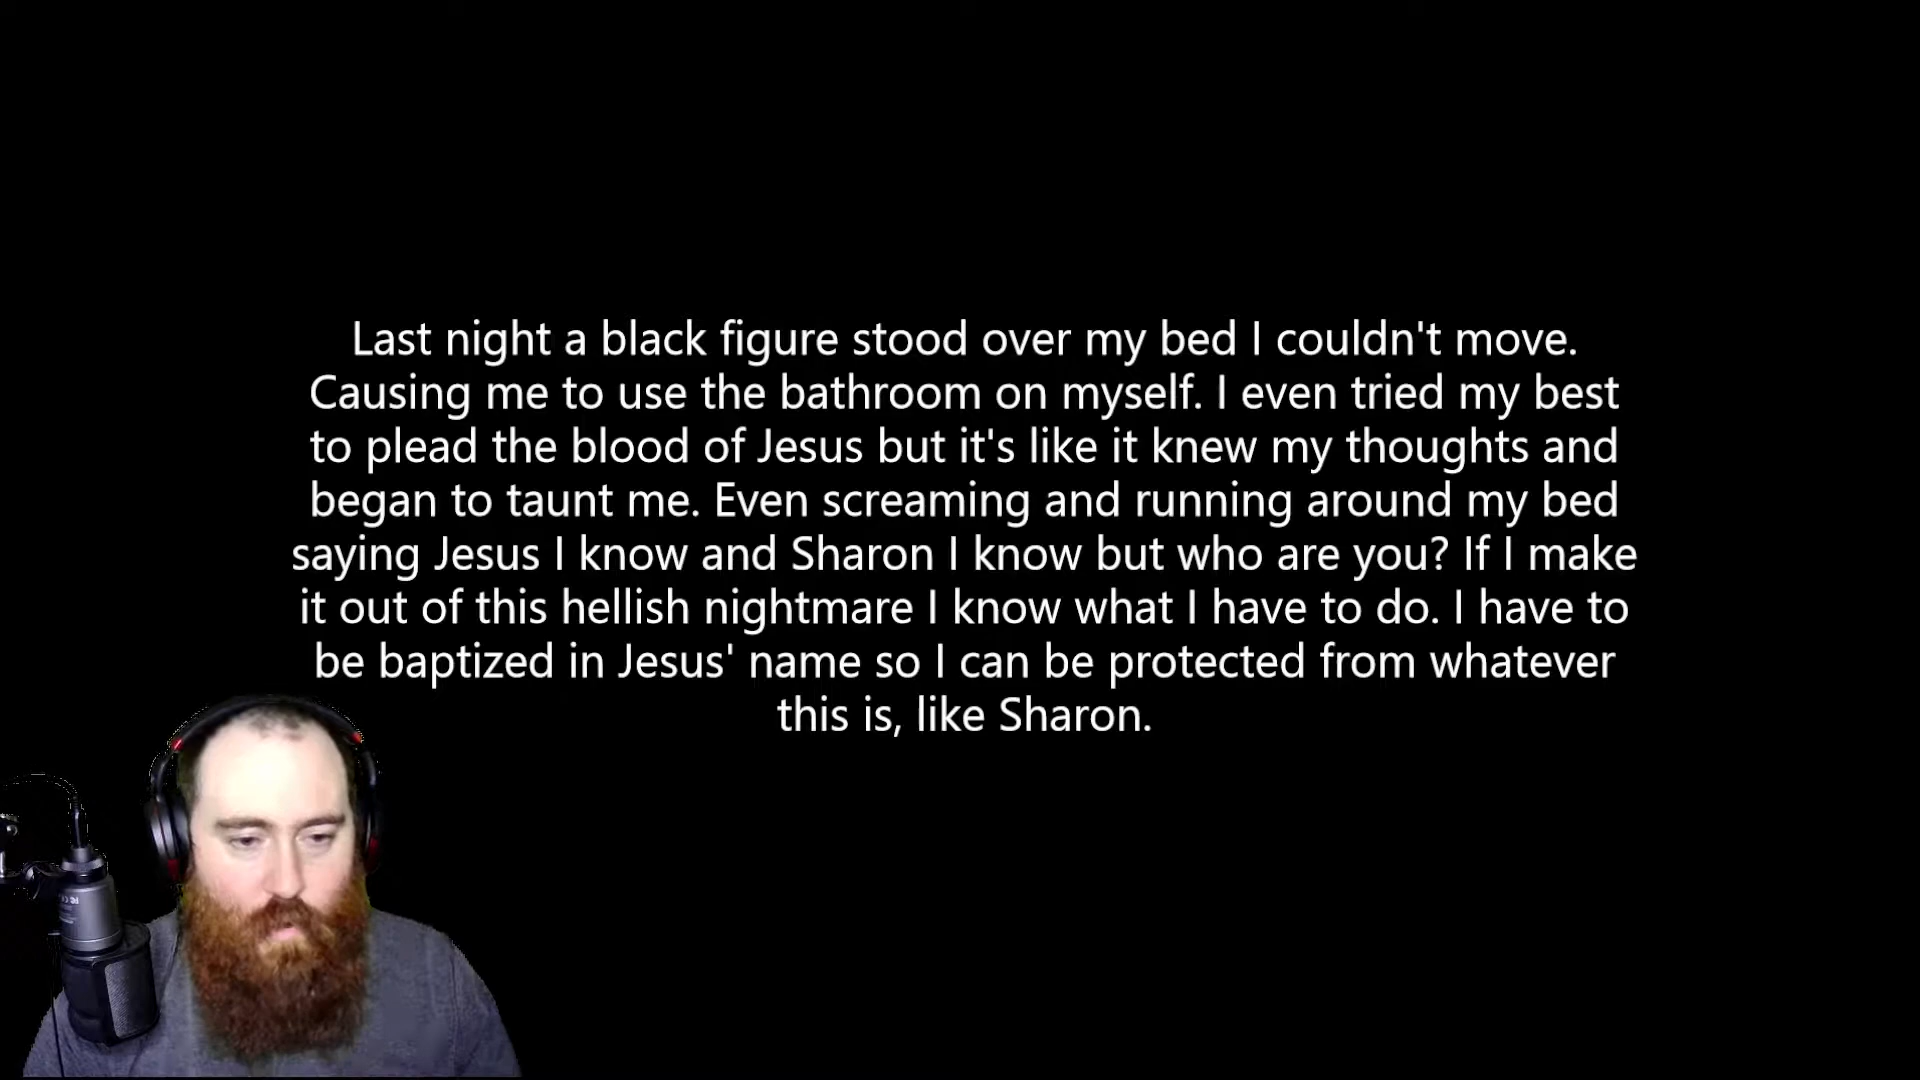 Last night a black figure stood over my bed I couldn't move.
Causing me to use the bathroom on myself. I even tried my best
to plead the blood of Jesus but it's like it knew my thoughts and
began to taunt me. Even screaming and running around my bed
saying Jesus I know and Sharon I know but who are you? If I make
it out of this hellish nightmare I know what I have to do. I have to
be baptized in Jesus' name so I can be protected from whatever
this is, like Sharon.